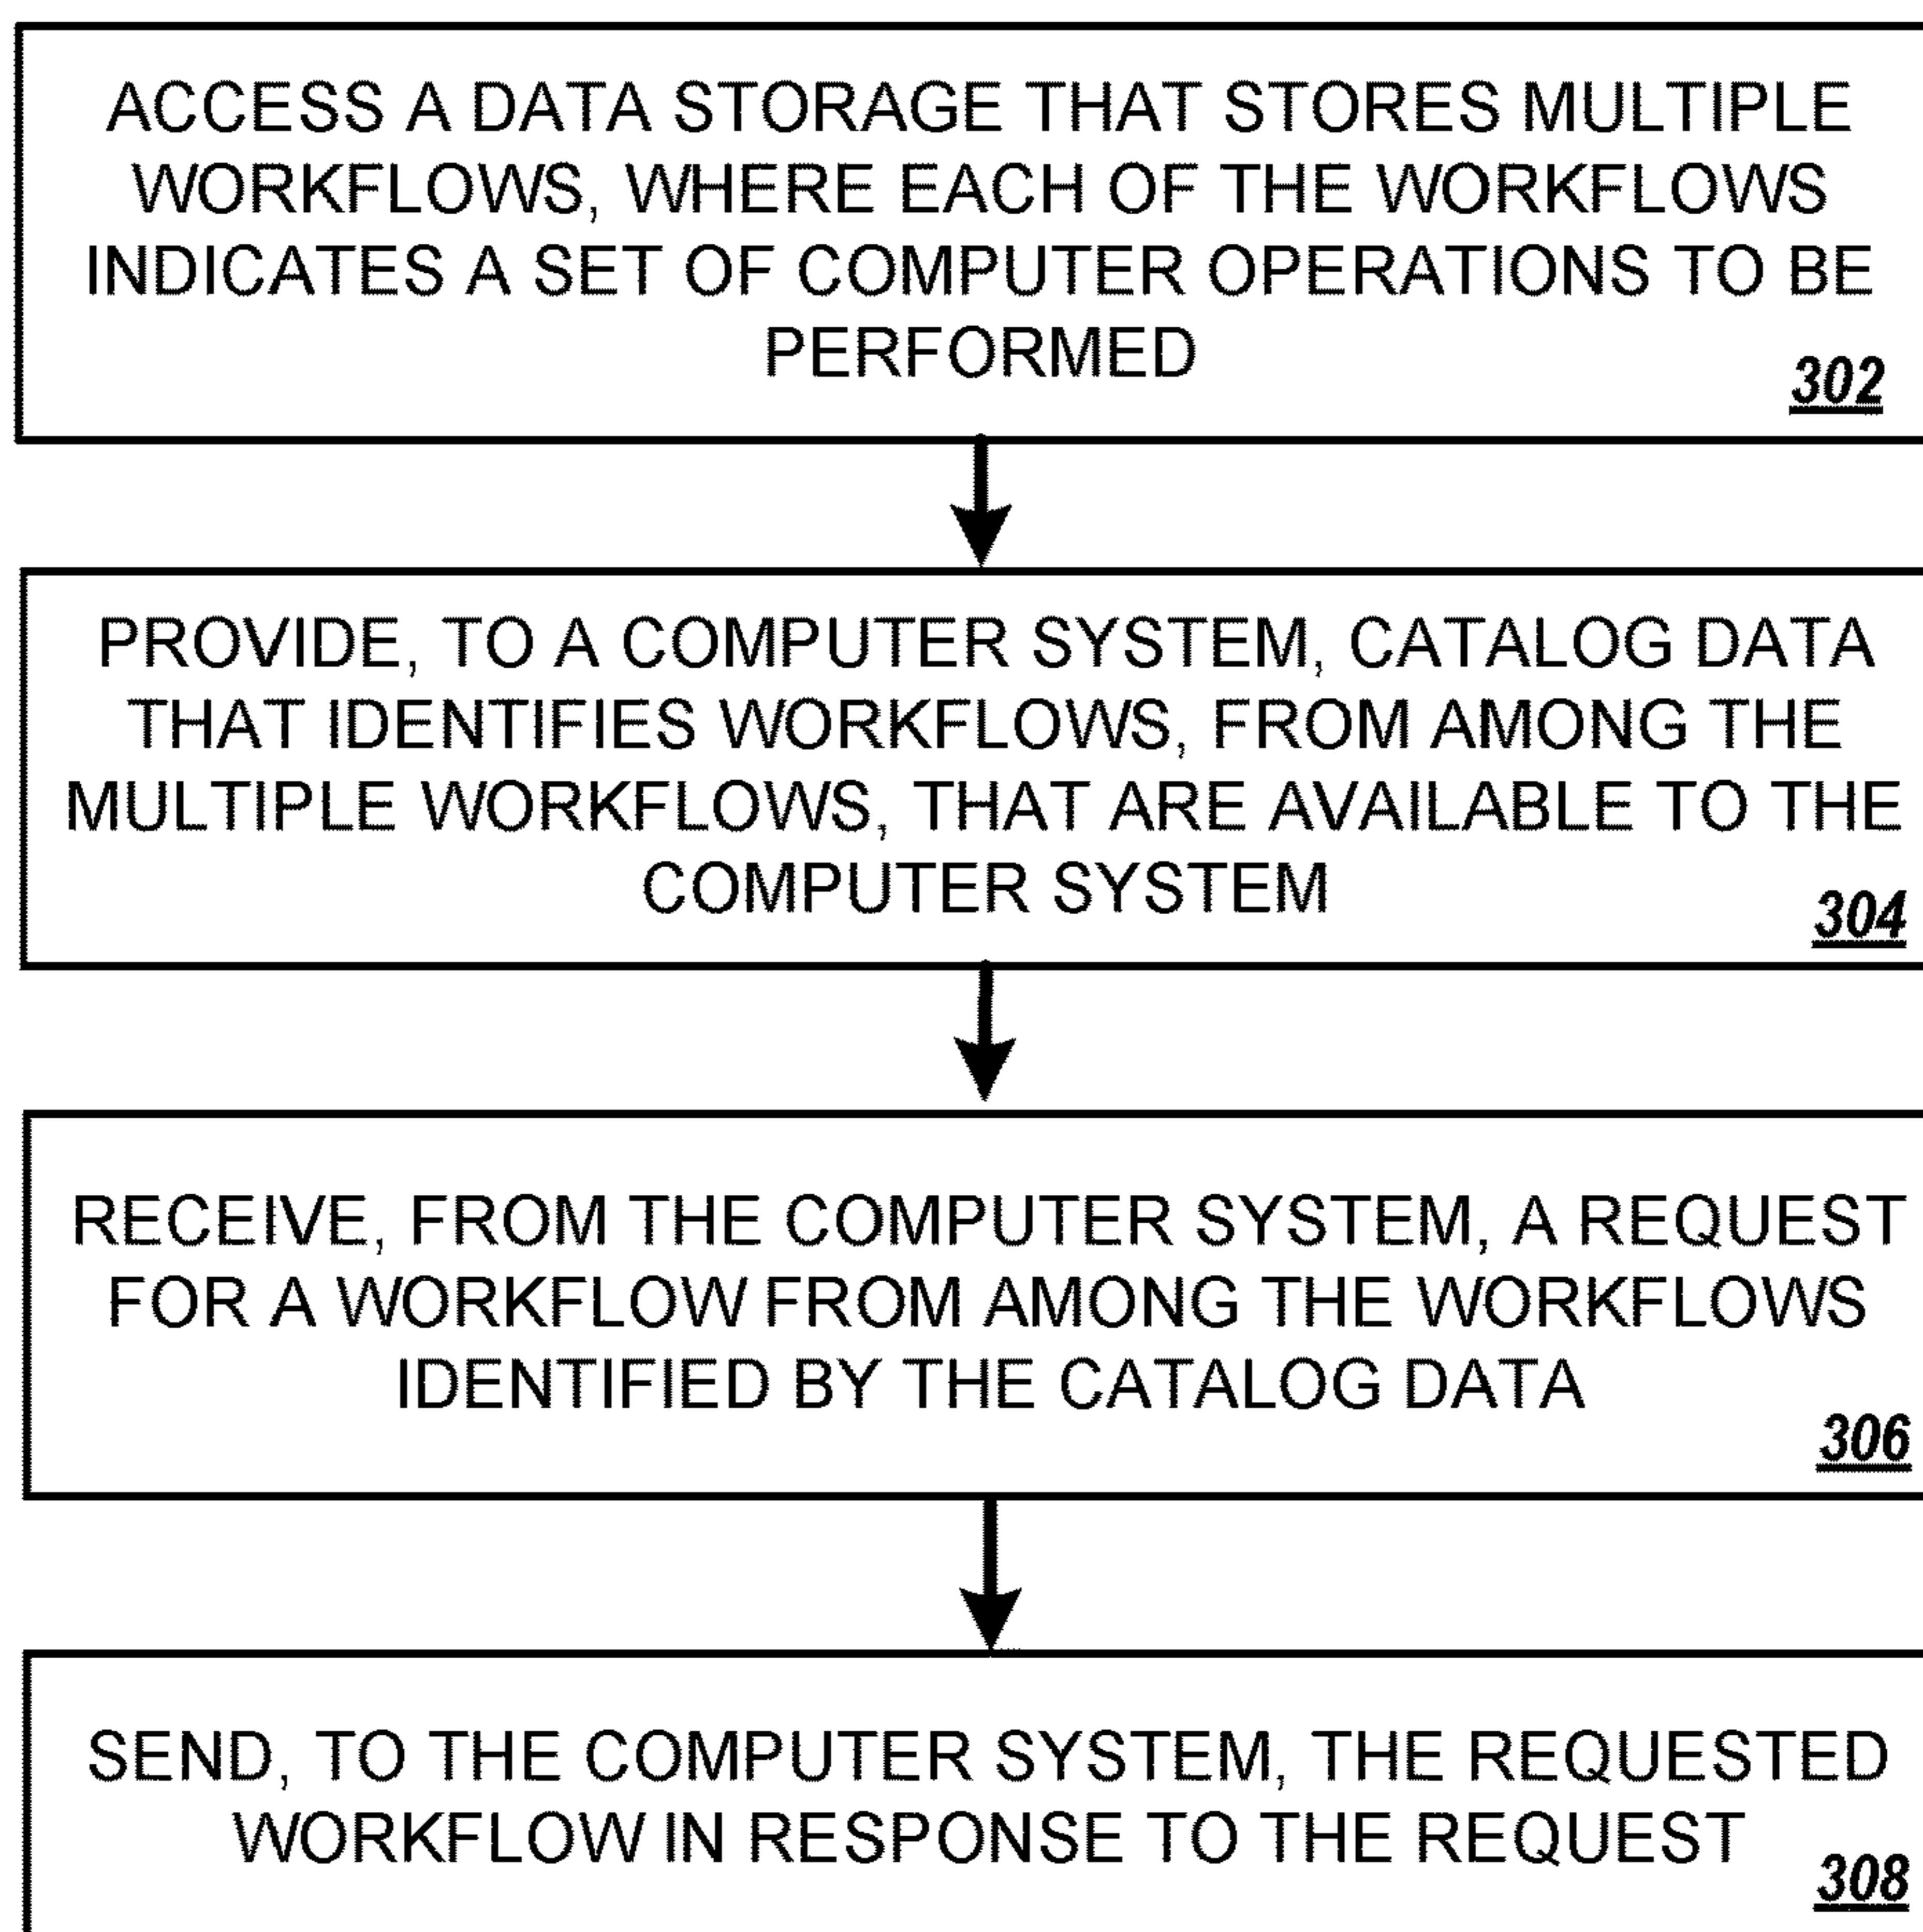 ACCESS A DATA STORAGE THAT STORES MULTIPLE
WORKFLOWS, WHERE EACH OF THE WORKFLOWS
INDICATES A SET OF COMPUTER OPERATIONS TO BE
PERFORMED
302
PROVIDE, TO A COMPUTER SYSTEM, CATALOG DATA
THAT IDENTIFIES WORKFLOWS, FROM AMONG THE
MULTIPLE WORKFLOWS, THAT ARE AVAILABLE TO THE
COMPUTER SYSTEM
304
RECEIVE, FROM THE COMPUTER SYSTEM, A REQUEST
FOR A WORKFLOW FROM AMONG THE WORKFLOWS
IDENTIFIED BY THE CATALOG DATA
306
SEND, TO THE COMPUTER SYSTEM, THE REQUESTED
WORKFLOW IN RESPONSE TO THE REQUEST
308